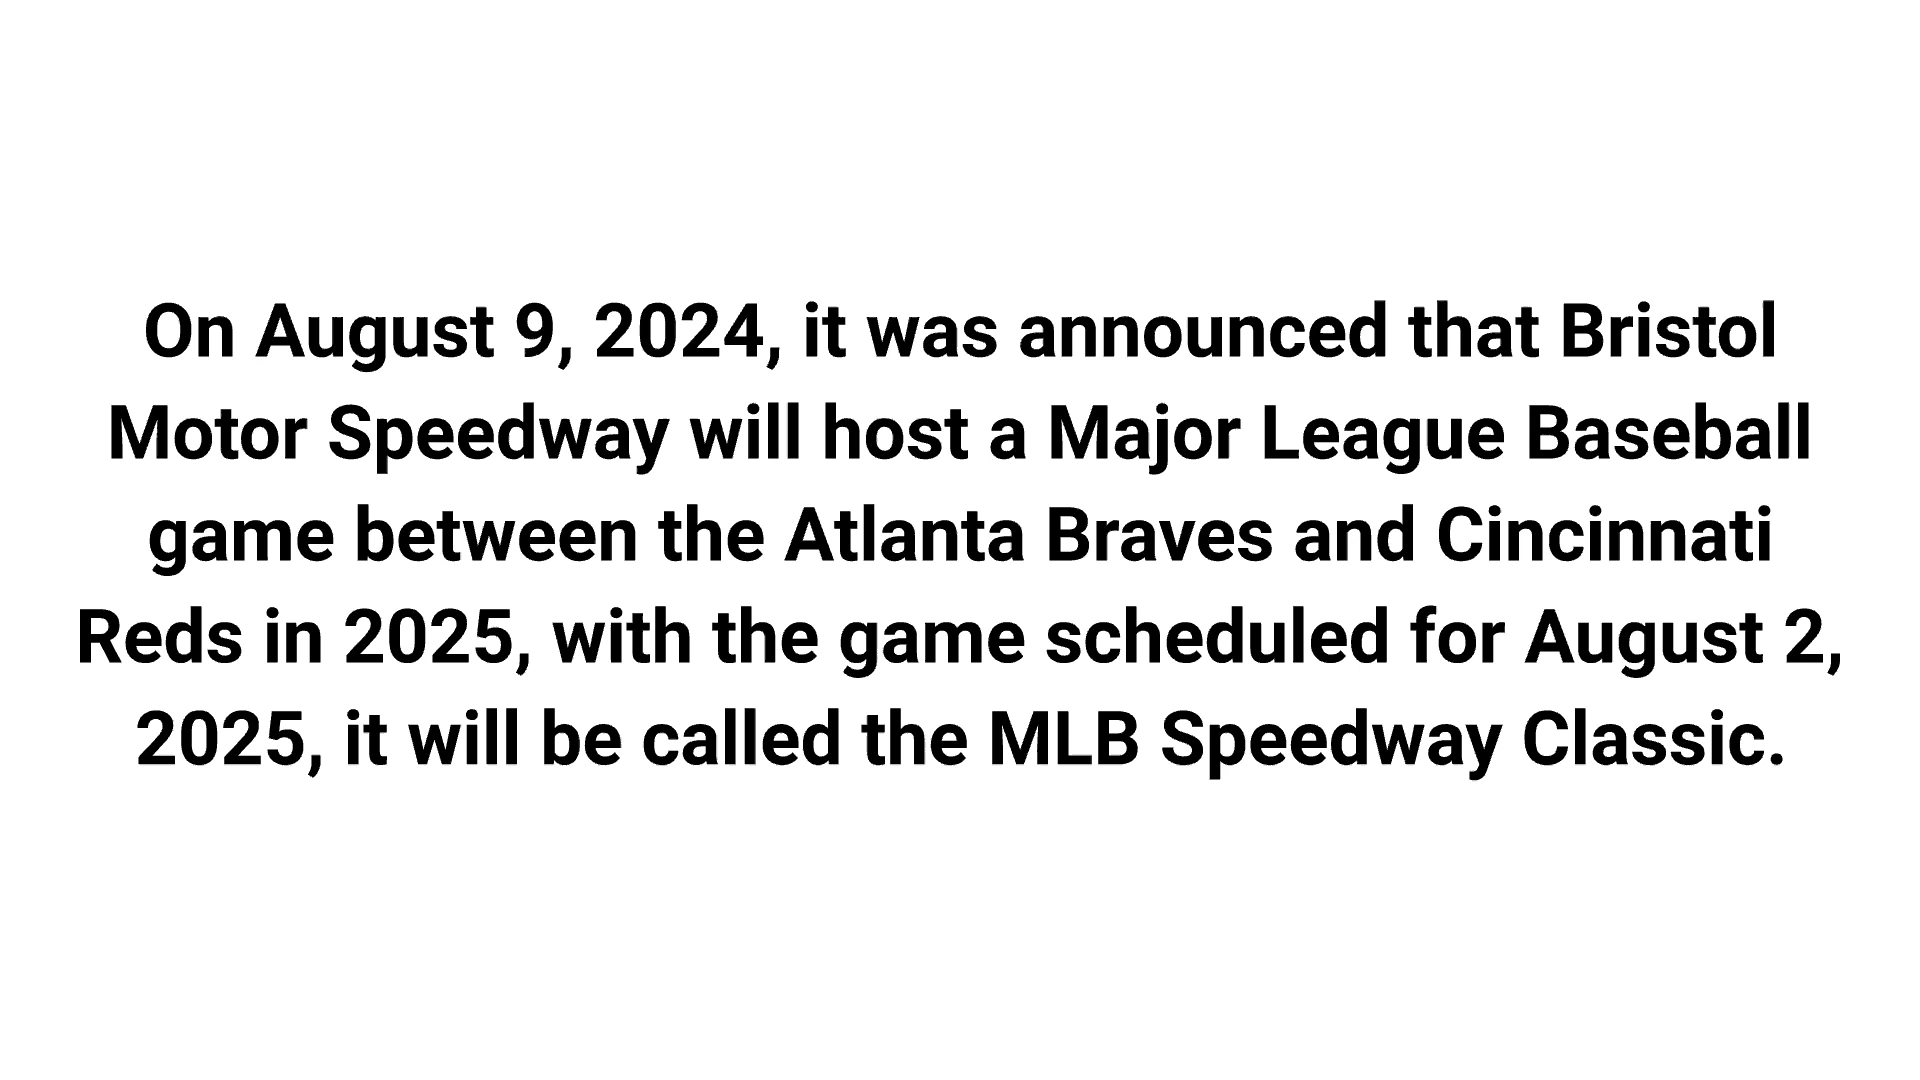 On August 9, 2024, it was announced that Bristol
Motor Speedway will host a Major League Baseball
game between the Atlanta Braves and Cincinnati
Reds in 2025, with the game scheduled for August 2,
2025, it will be called the MLB Speedway Classic.